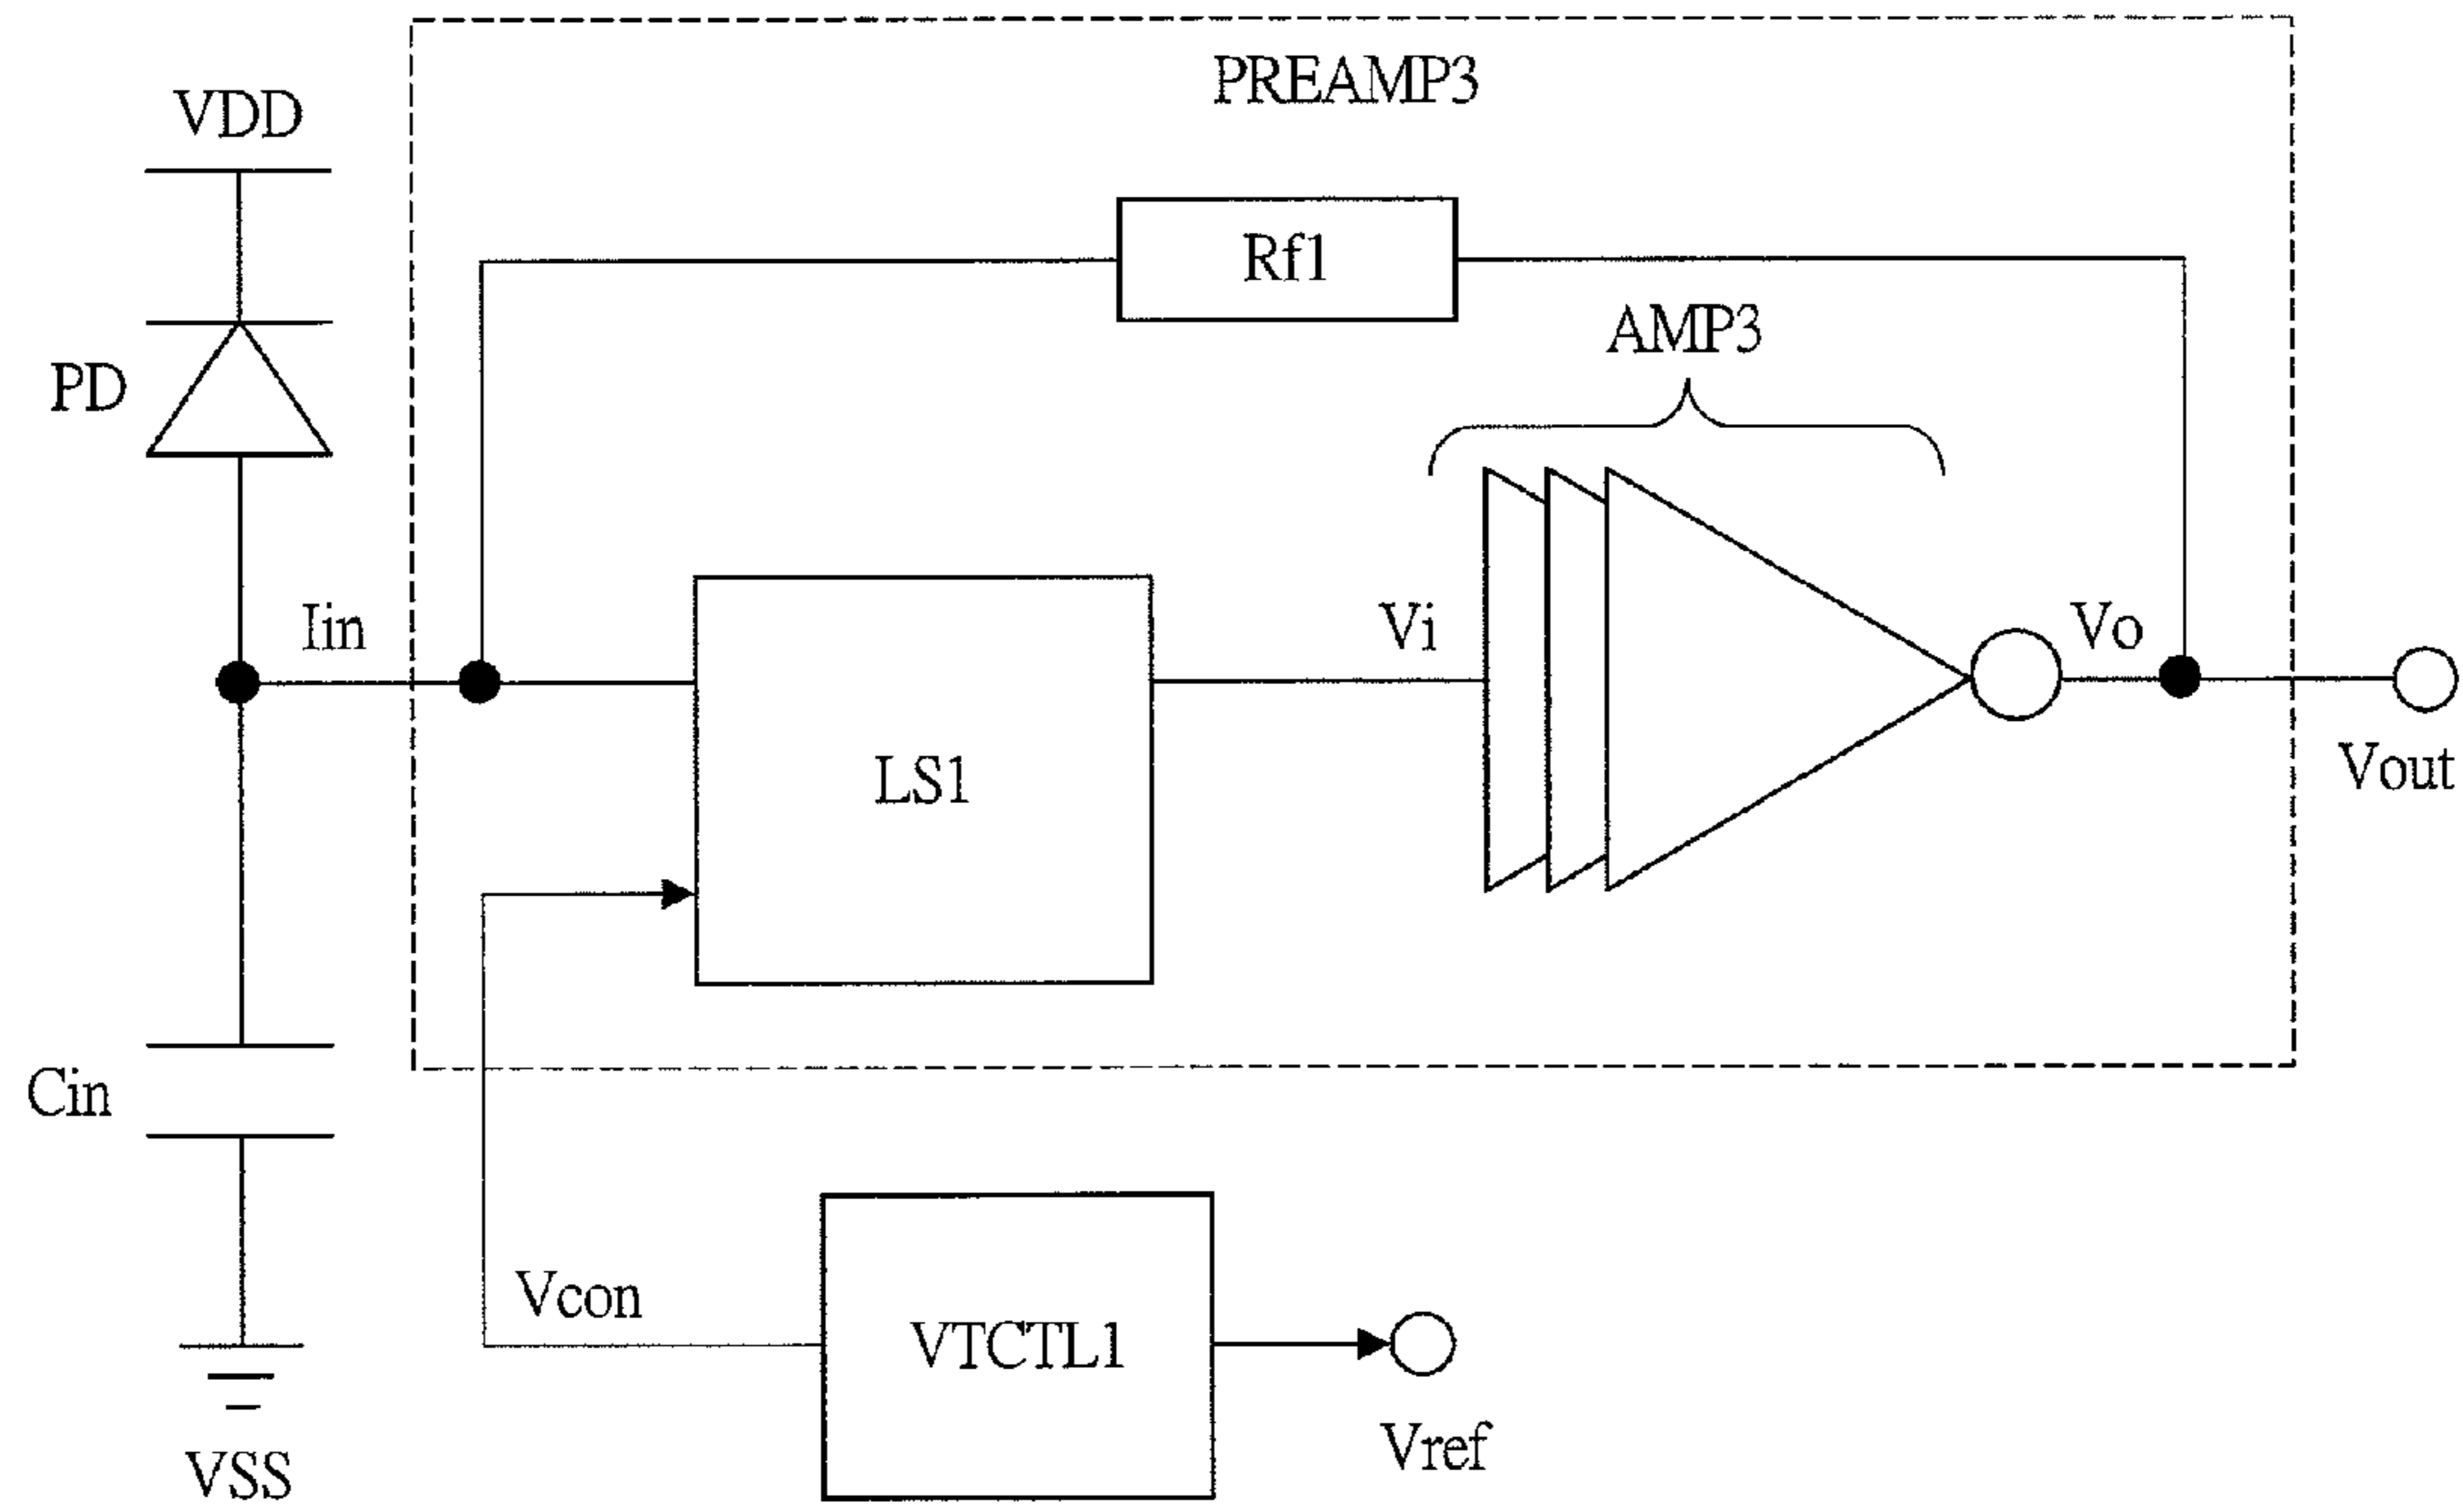 PREAMP3
VDD
Rf1
AMP3
PD
Iin
Vi
Vo
LS1
Vout
Cin
Vcon
VTCTL1
Vref
VSS